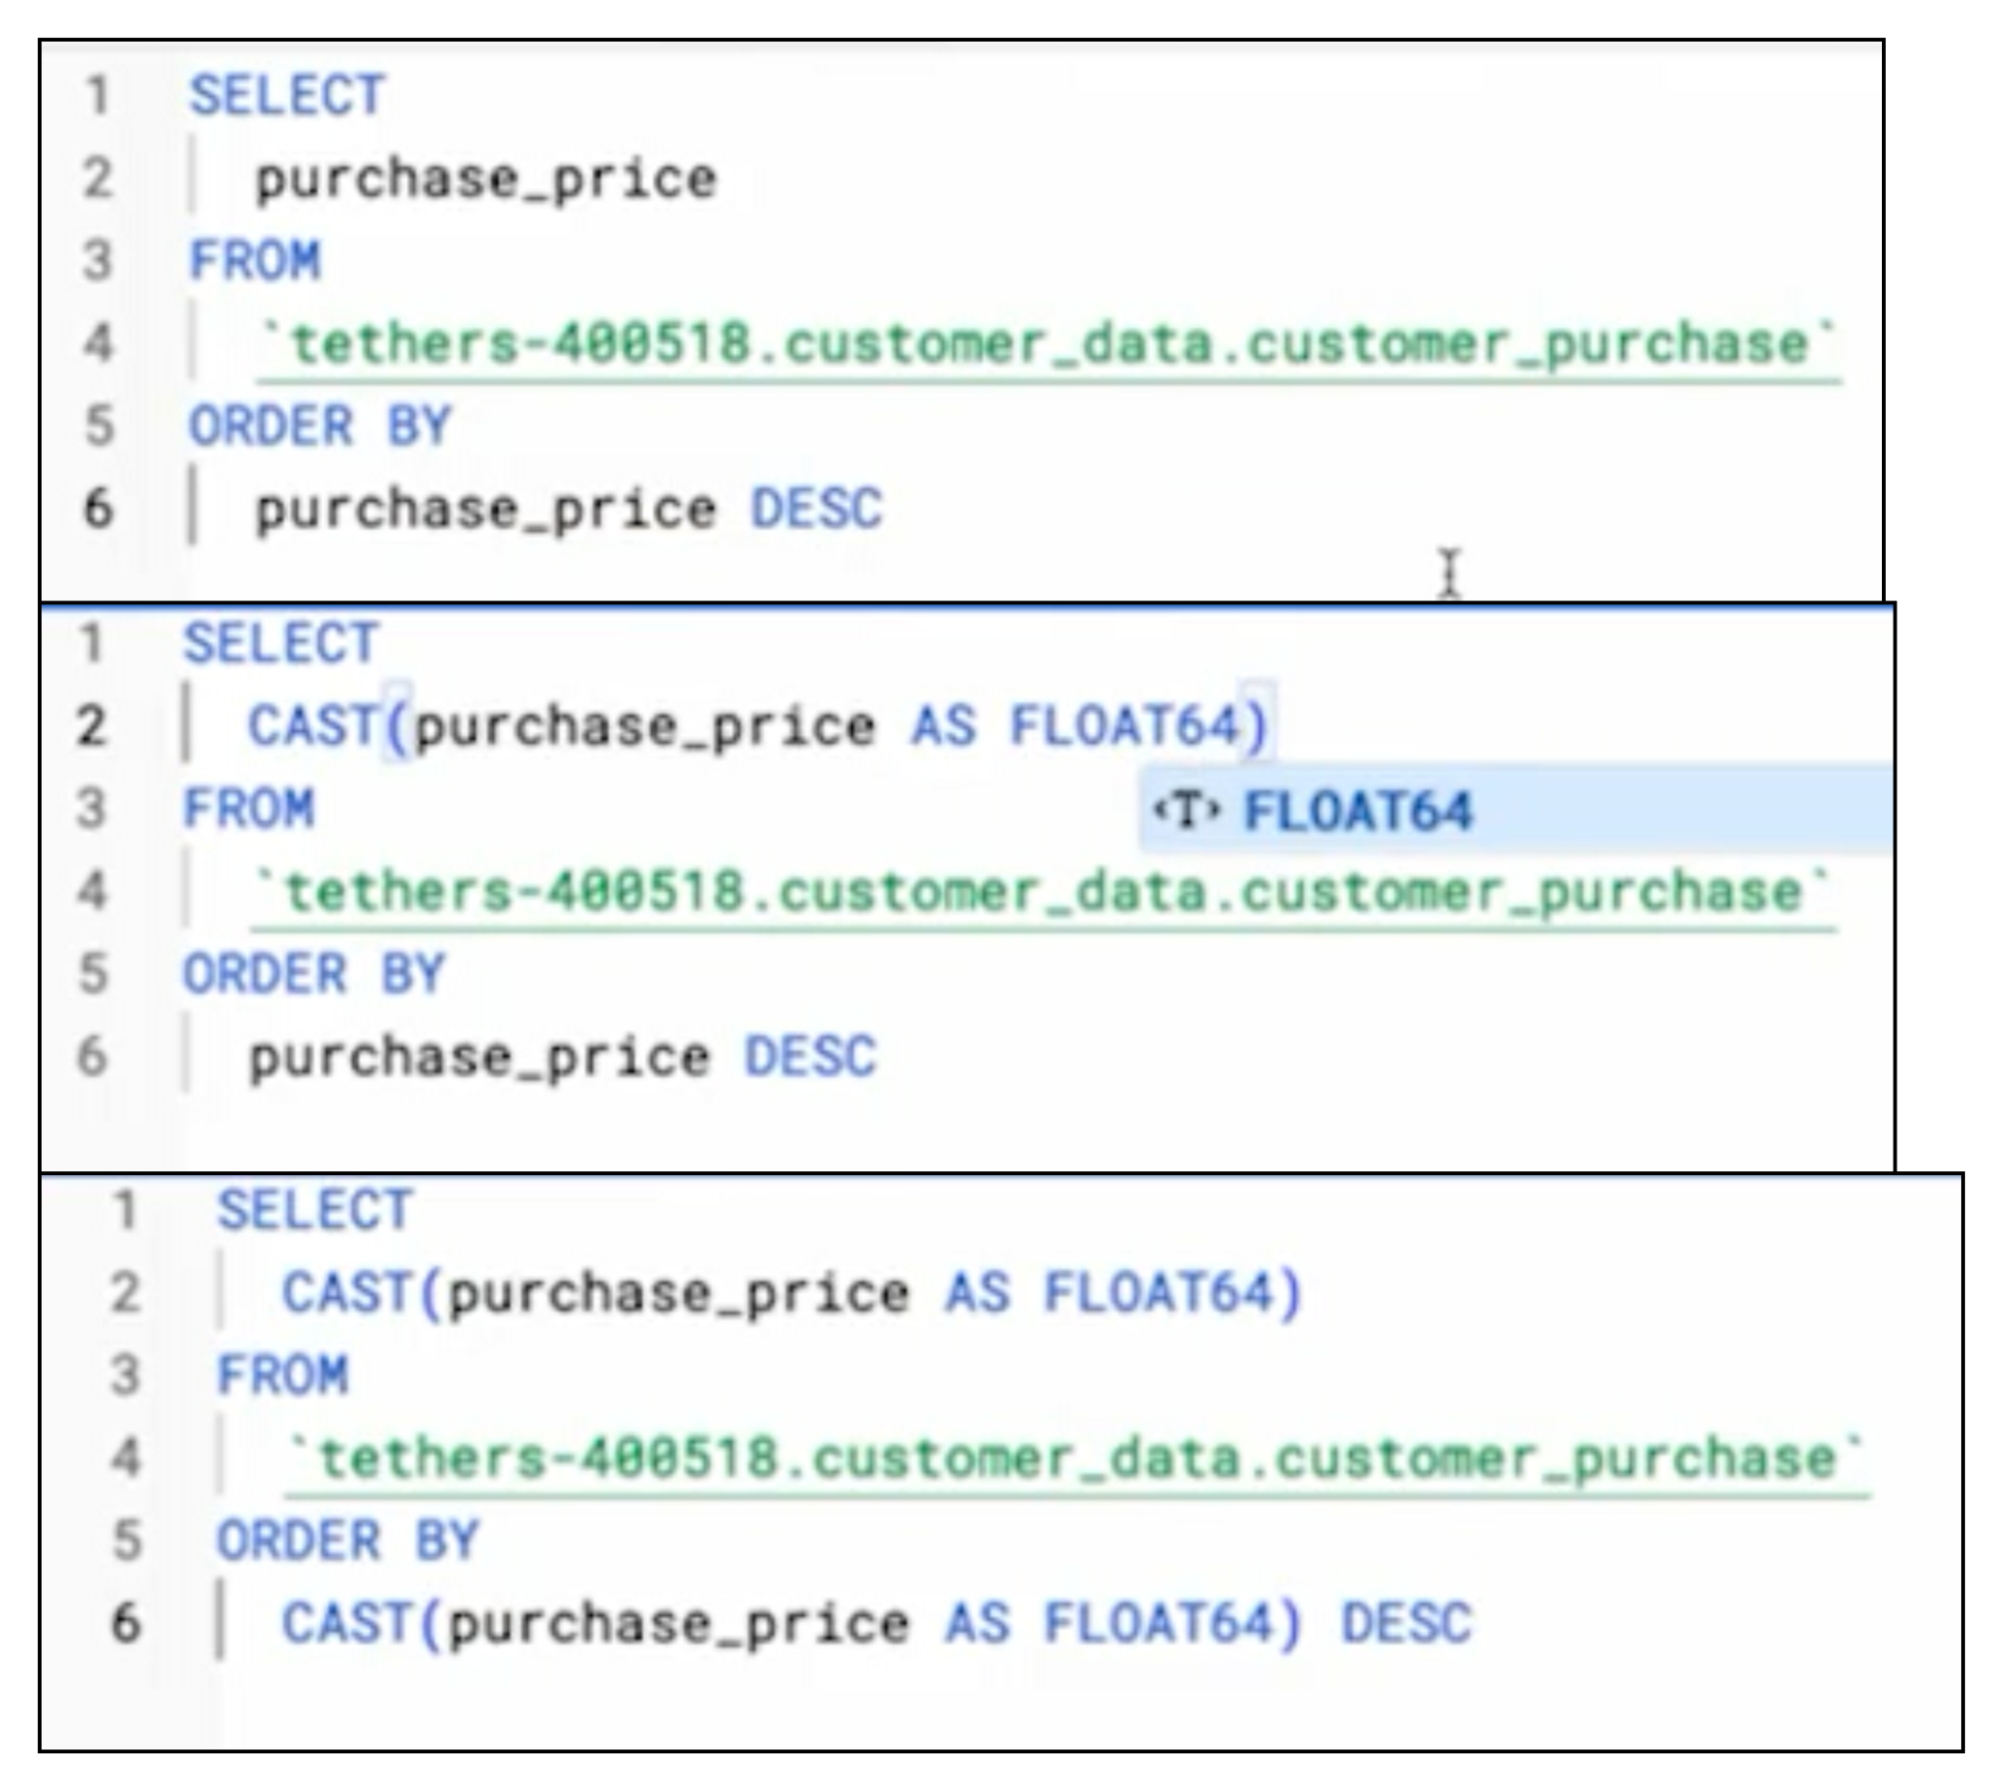 1 SELECT
2 purchase_price
3 FROM
4 `tethers-400518.customer_data.customer_purchase`
5 ORDER BY
6 purchase_price DESC
1 SELECT
2 CAST(purchase_price AS FLOAT64)
<T> FLOAT64
3 FROM
4 `tethers-400518.customer_data.customer_purchase`
5 ORDER BY
6 purchase_price DESC
1 SELECT
2 CAST(purchase_price AS FLOAT64)
3 FROM
4 `tethers-400518.customer_data.customer_purchase`
5 ORDER BY
6 CAST(purchase_price AS FLOAT64) DESC